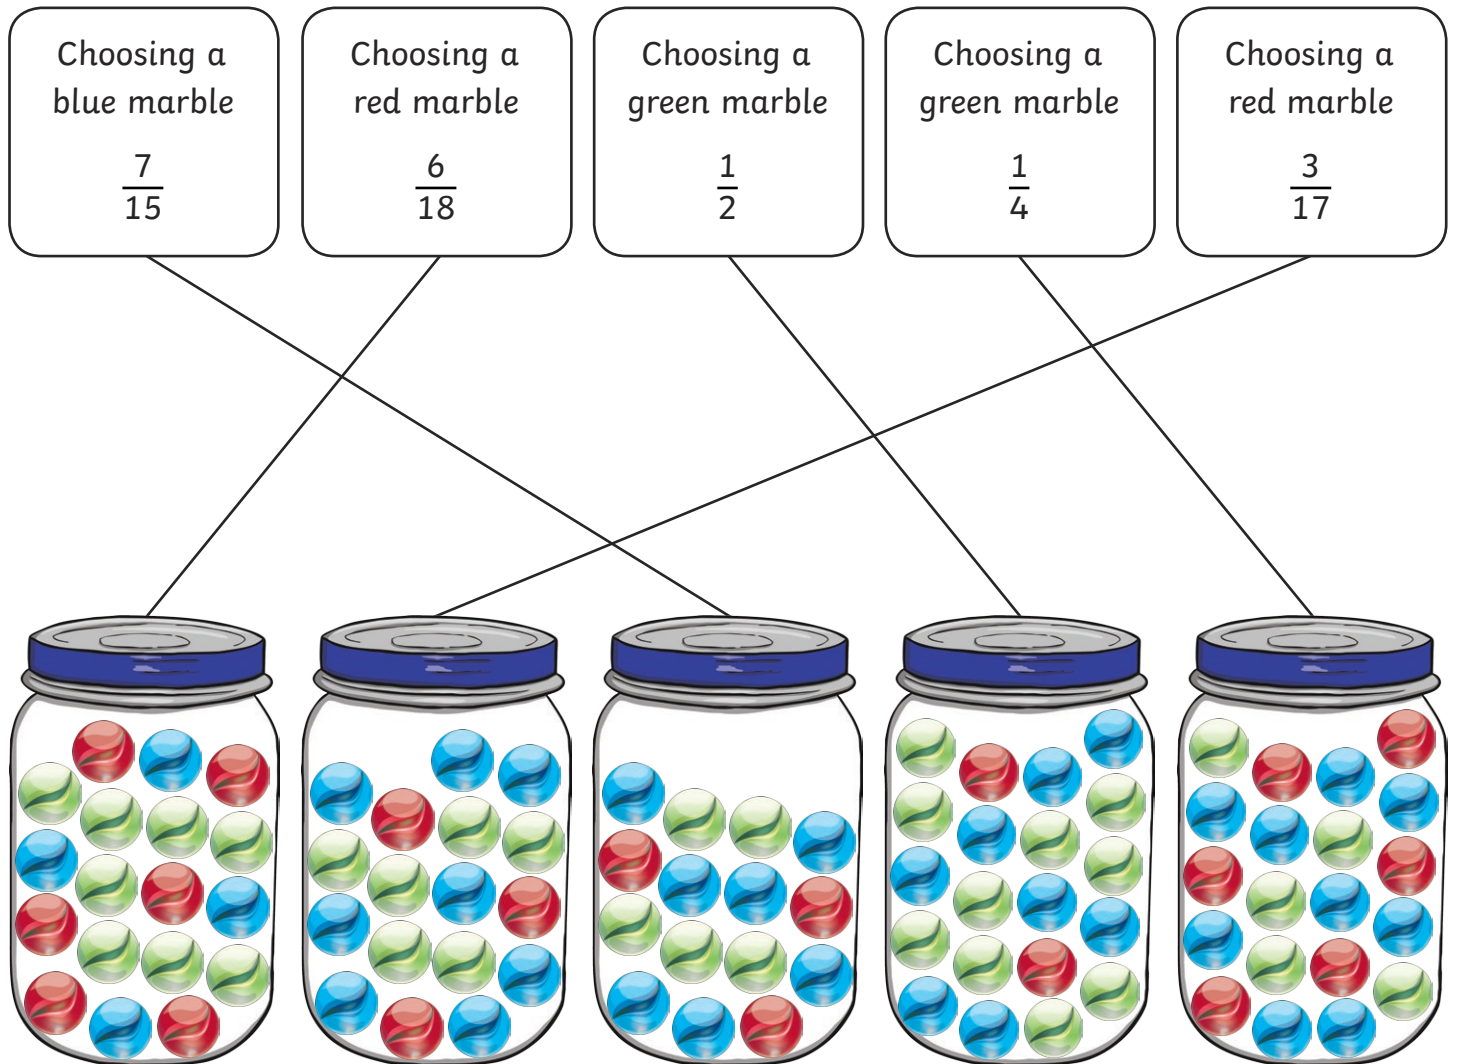 Choosing a
blue marble
7
15
Choosing a
red marble
6
18
Choosing a
green marble
1
2
Choosing a
green marble
1
4
Choosing a
red marble
3
17